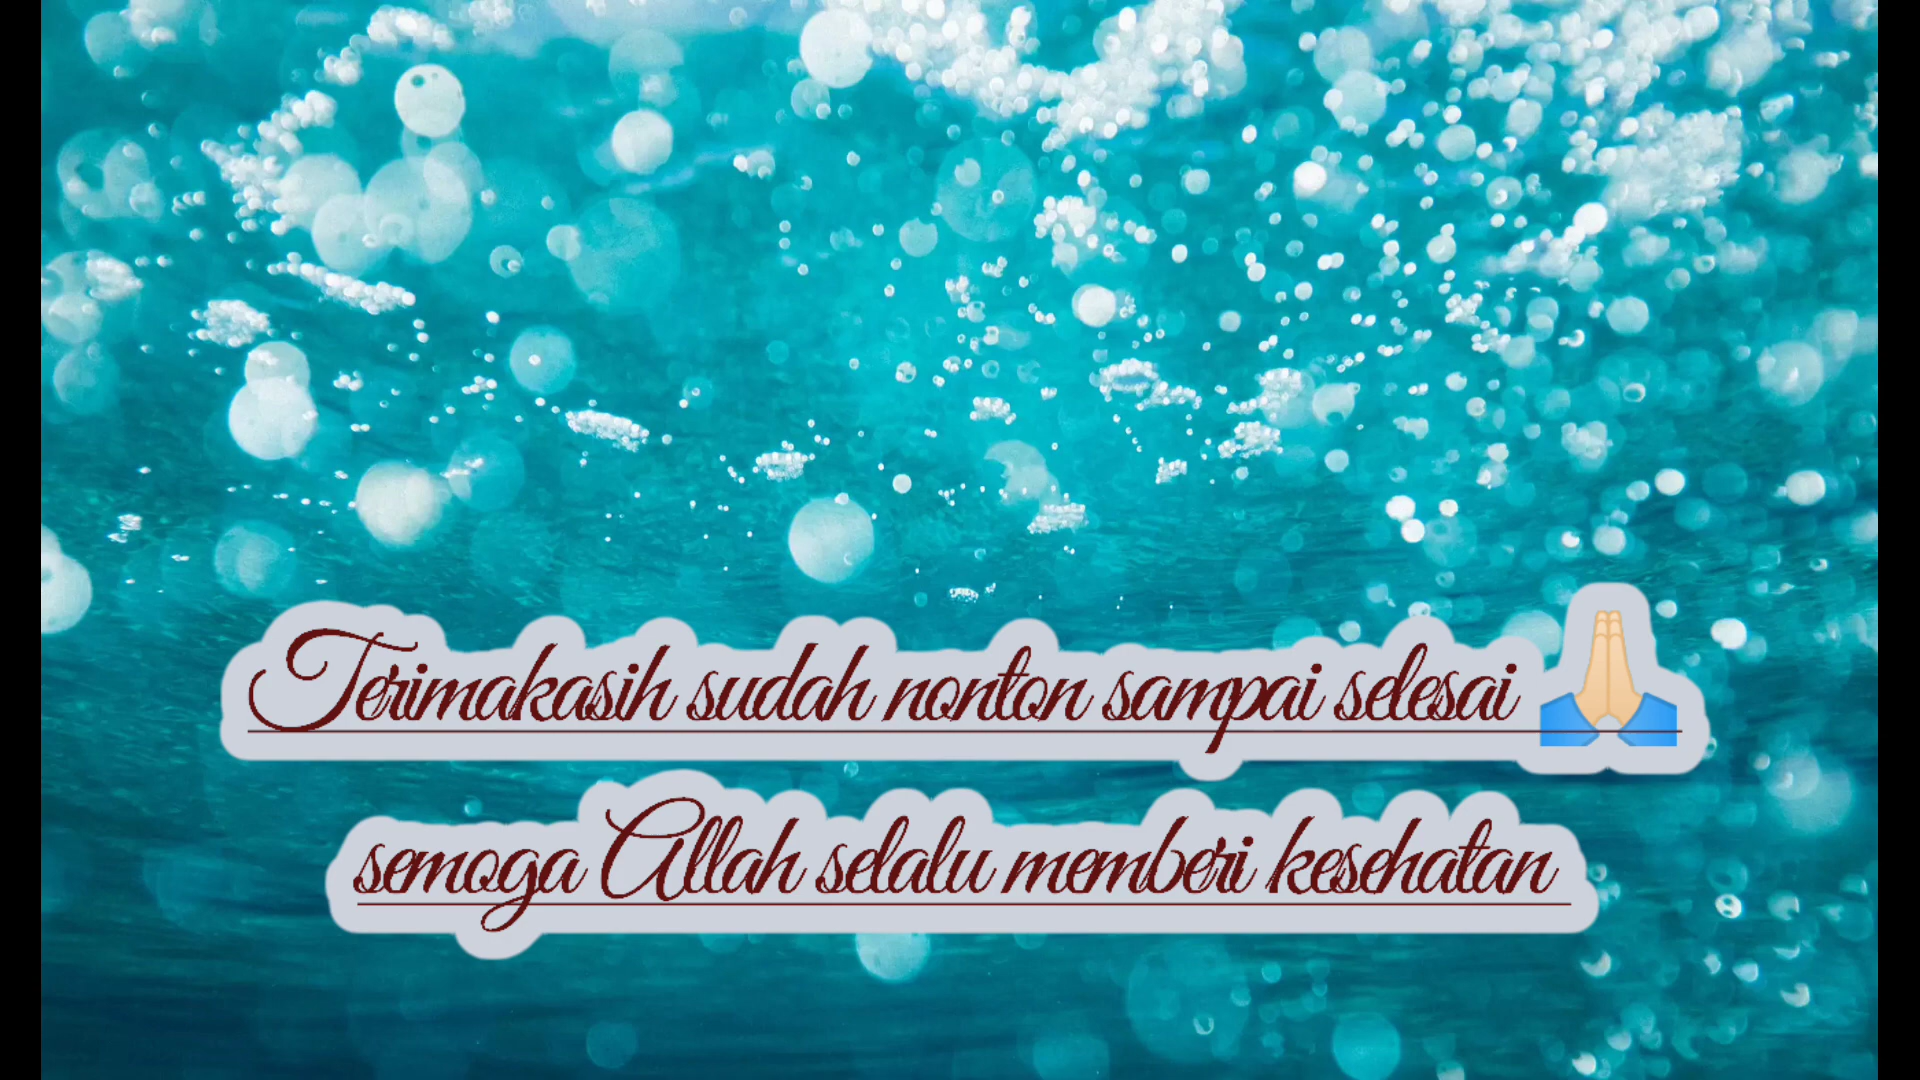 Terimakasih sudah nonton sampai selesai 🙏🏻
semoga Allah selalu memberi kesehatan